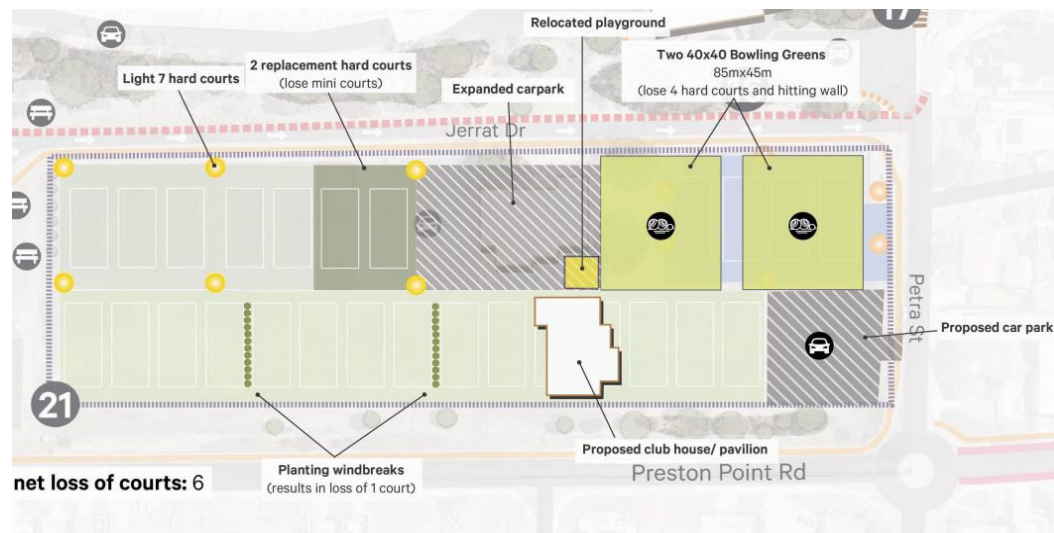 17
Relocated playground
Light 7 hard courts
2 replacement hard courts
(lose mini courts)
Expanded carpark
Two 40x40 Bowling Greens
85mx45m
(lose 4 hard courts and hitting wall)
Jerrat Dr
Petra St
Proposed car park
21
Planting windbreaks
(results in loss of 1 court)
Proposed club house/ pavilion
Preston Point Rd
net loss of courts: 6